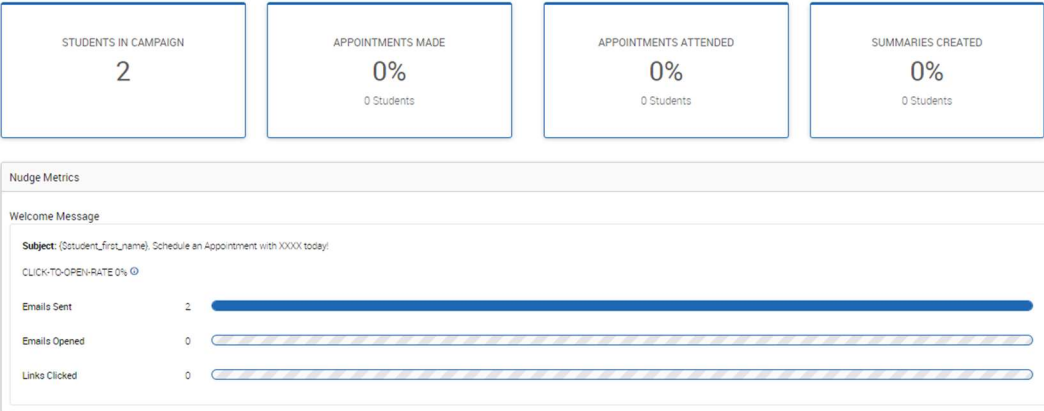 STUDENTS IN CAMPAIGN
2
APPOINTMENTS MADE
0%
0 Students
APPOINTMENTS ATTENDED
0%
0 Students
SUMMARIES CREATED
0%
0 Students
Nudge Metrics
Welcome Message
Subject: {$student_first_name}, Schedule an Appointment with XXXX today!
CLICK-TO-OPEN-RATE 0%
Emails Sent 2
Emails Opened 0
Links Clicked 0